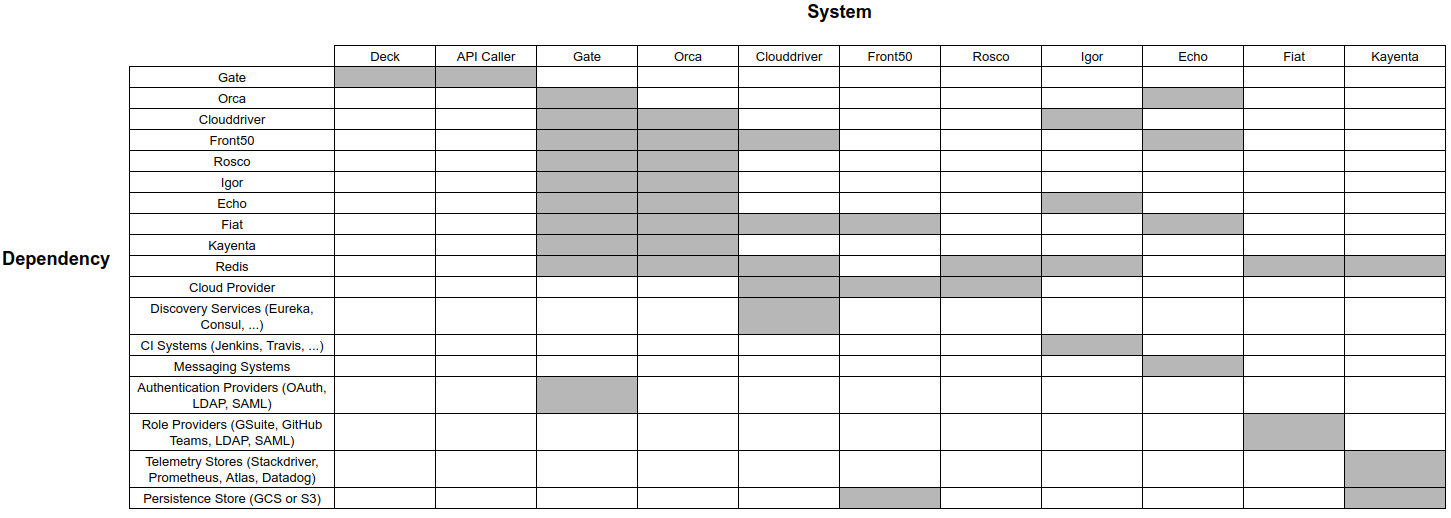 System
Deck API Caller Gate Orca Clouddriver Front50 Rosco Igor Echo Fiat Kayenta
Gate
Orca
Clouddriver
Front50
Rosco
Igor
Echo
Fiat
Kayenta
Dependency
Redis
Cloud Provider
Discovery Services (Eureka,
Consul, ...)
CI Systems (Jenkins, Travis, ...)
Messaging Systems
Authentication Providers (OAuth,
LDAP, SAML)
Role Providers (GSuite, GitHub
Teams, LDAP, SAML)
Telemetry Stores (Stackdriver,
Prometheus, Atlas, Datadog)
Persistence Store (GCS or S3)